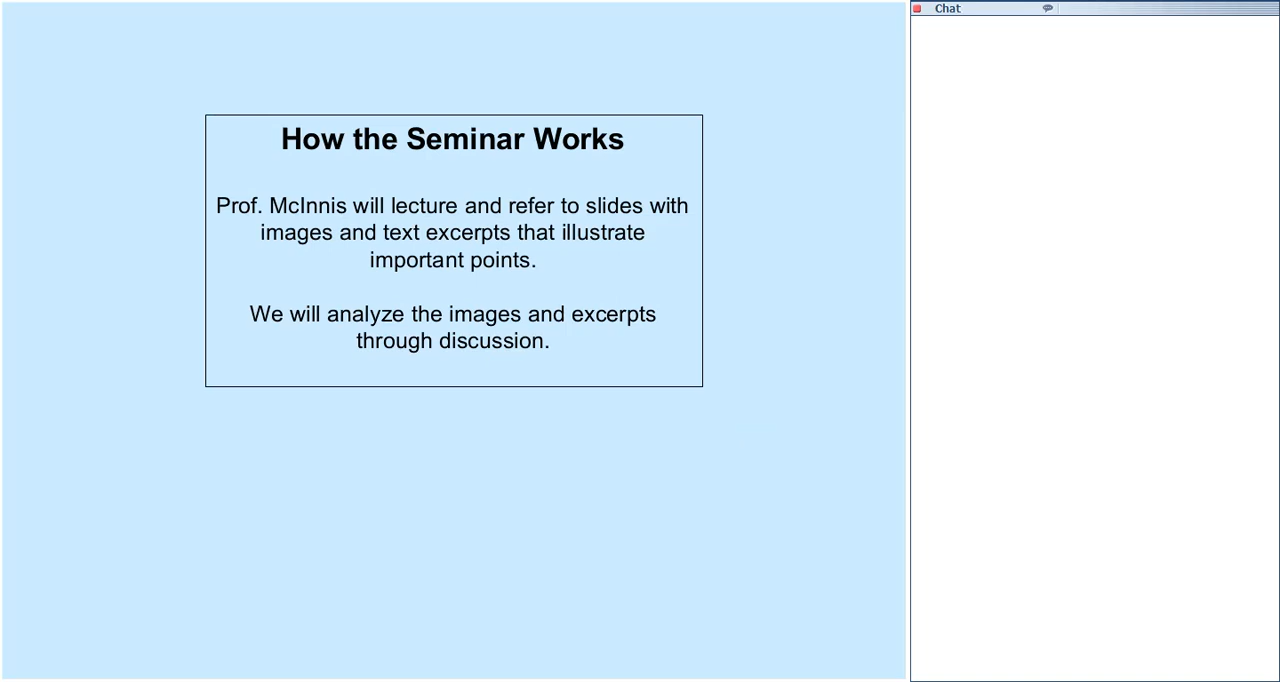 Chat
How the Seminar Works
Prof. McInnis will lecture and refer to slides with
images and text excerpts that illustrate
important points.
We will analyze the images and excerpts
through discussion.